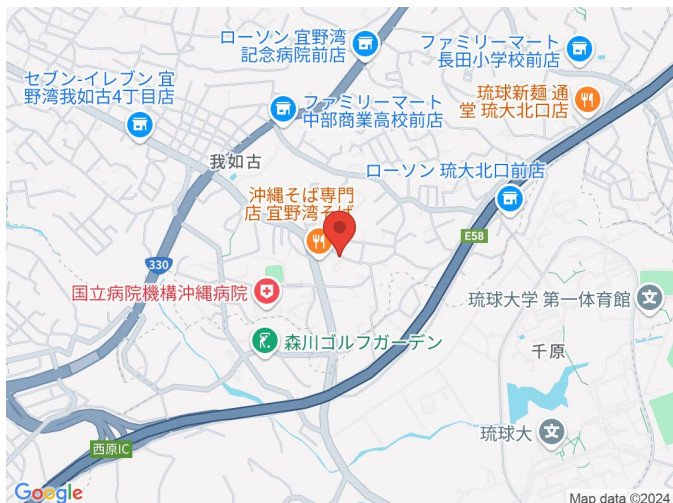 ローソン 宜野湾
記念病院前店
ファミリーマート
長田小学校前店
セブン-イレブン 宜
野湾我如古4丁目店
琉球新麺 通
堂 琉大北口店
ファミリーマート
中部商業高校前店
我如古
ローソン 琉大北口前店
沖縄そば専門
店 宜野湾そば
E58
330
国立病院機構沖縄病院
琉球大学 第一体育館
森川ゴルフガーデン
千原
西原IC
琉球大
Google
Map data ©2024